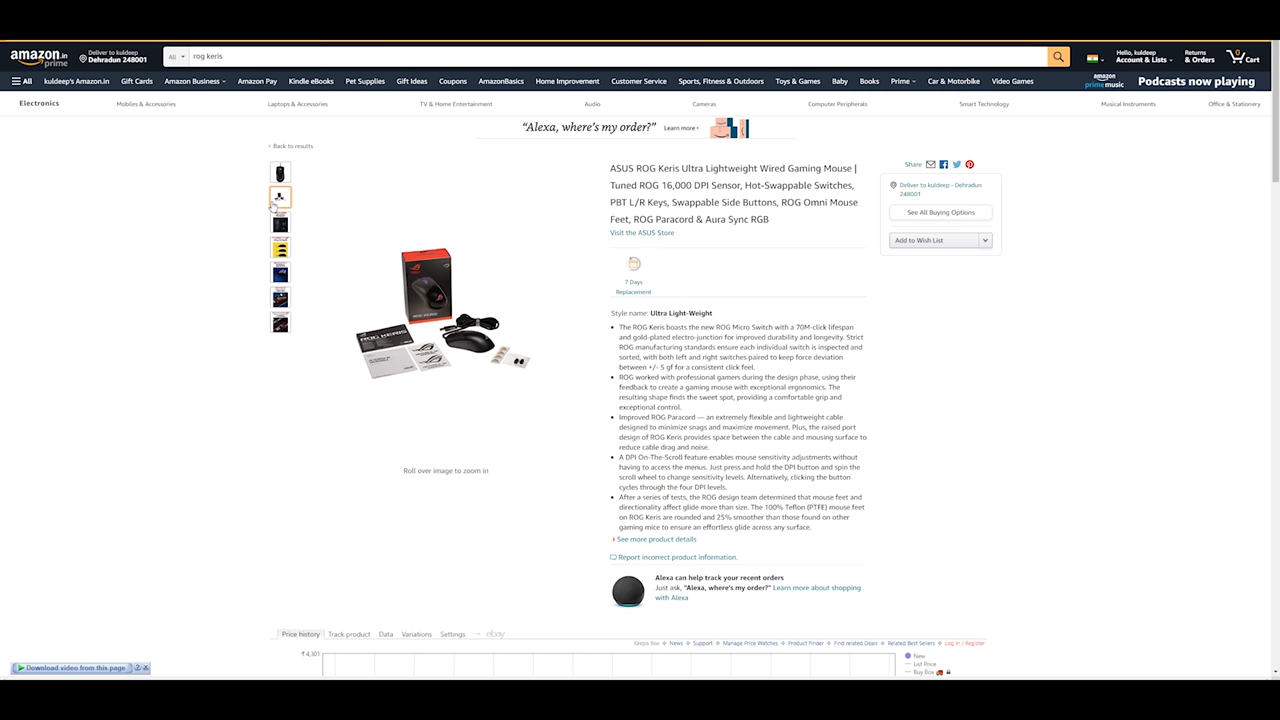 amazon.in
prime
Deliver to kuldeep
Dehradun 248001
All
rog keris
Hello, kuldeep
Account & Lists
Returns
& Orders
0
Cart
All
kuldeep's Amazon.in
Gift Cards
Amazon Business
Amazon Pay
Kindle eBooks
Pet Supplies
Gift Ideas
Coupons
AmazonBasics
Home Improvement
Customer Service
Sports, Fitness & Outdoors
Toys & Games
Baby
Books
Prime
Car & Motorbike
Video Games
amazon
prime music
Podcasts now playing
Electronics
Mobiles & Accessories
Laptops & Accessories
TV & Home Entertainment
Audio
Cameras
Computer Peripherals
Smart Technology
Musical Instruments
Office & Stationery
“Alexa, where’s my order?”
Learn more ›
‹ Back to results
ASUS ROG Keris Ultra Lightweight Wired Gaming Mouse |
Tuned ROG 16,000 DPI Sensor, Hot-Swappable Switches,
PBT L/R Keys, Swappable Side Buttons, ROG Omni Mouse
Feet, ROG Paracord & Aura Sync RGB
Visit the ASUS Store
7 Days
Replacement
Style name: Ultra Light-Weight
• The ROG Keris boasts the new ROG Micro Switch with a 70M-click lifespan
and gold-plated electro-junction for improved durability and longevity. Strict
ROG manufacturing standards ensure each individual switch is inspected and
sorted, with both left and right switches paired to keep force deviation
between +/- 5 gf for a consistent click feel.
• ROG worked with professional gamers during the design phase, using their
feedback to create a gaming mouse with exceptional ergonomics. The
resulting shape finds the sweet spot, providing a comfortable grip and
exceptional control.
• Improved ROG Paracord — an extremely flexible and lightweight cable
designed to minimize snags and maximize movement. Plus, the raised port
design of ROG Keris provides space between the cable and mousing surface to
reduce cable drag and noise.
• A DPI On-The-Scroll feature enables mouse sensitivity adjustments without
having to access the menus. Just press and hold the DPI button and spin the
scroll wheel to change sensitivity levels. Alternatively, clicking the button
cycles through the four DPI levels.
• After a series of tests, the ROG design team determined that mouse feet and
directionality affect glide more than size. The 100% Teflon (PTFE) mouse feet
on ROG Keris are rounded and 25% smoother than those found on other
gaming mice to ensure an effortless glide across any surface.
› See more product details
Report incorrect product information.
Alexa can help track your recent orders
Just ask, "Alexa, where's my order?" Learn more about shopping
with Alexa
Share
Deliver to kuldeep - Dehradun
248001
See All Buying Options
Add to Wish List
ROG KERIS
Roll over image to zoom in
Price history
Track product
Data
Variations
Settings
ebay
Keepa Box
News
Support
Manage Price Watches
Product Finder
Find related Deals
Related Best Sellers
Log in / Register
₹ 4,301
New
List Price
Buy Box
Download video from this page
?
X